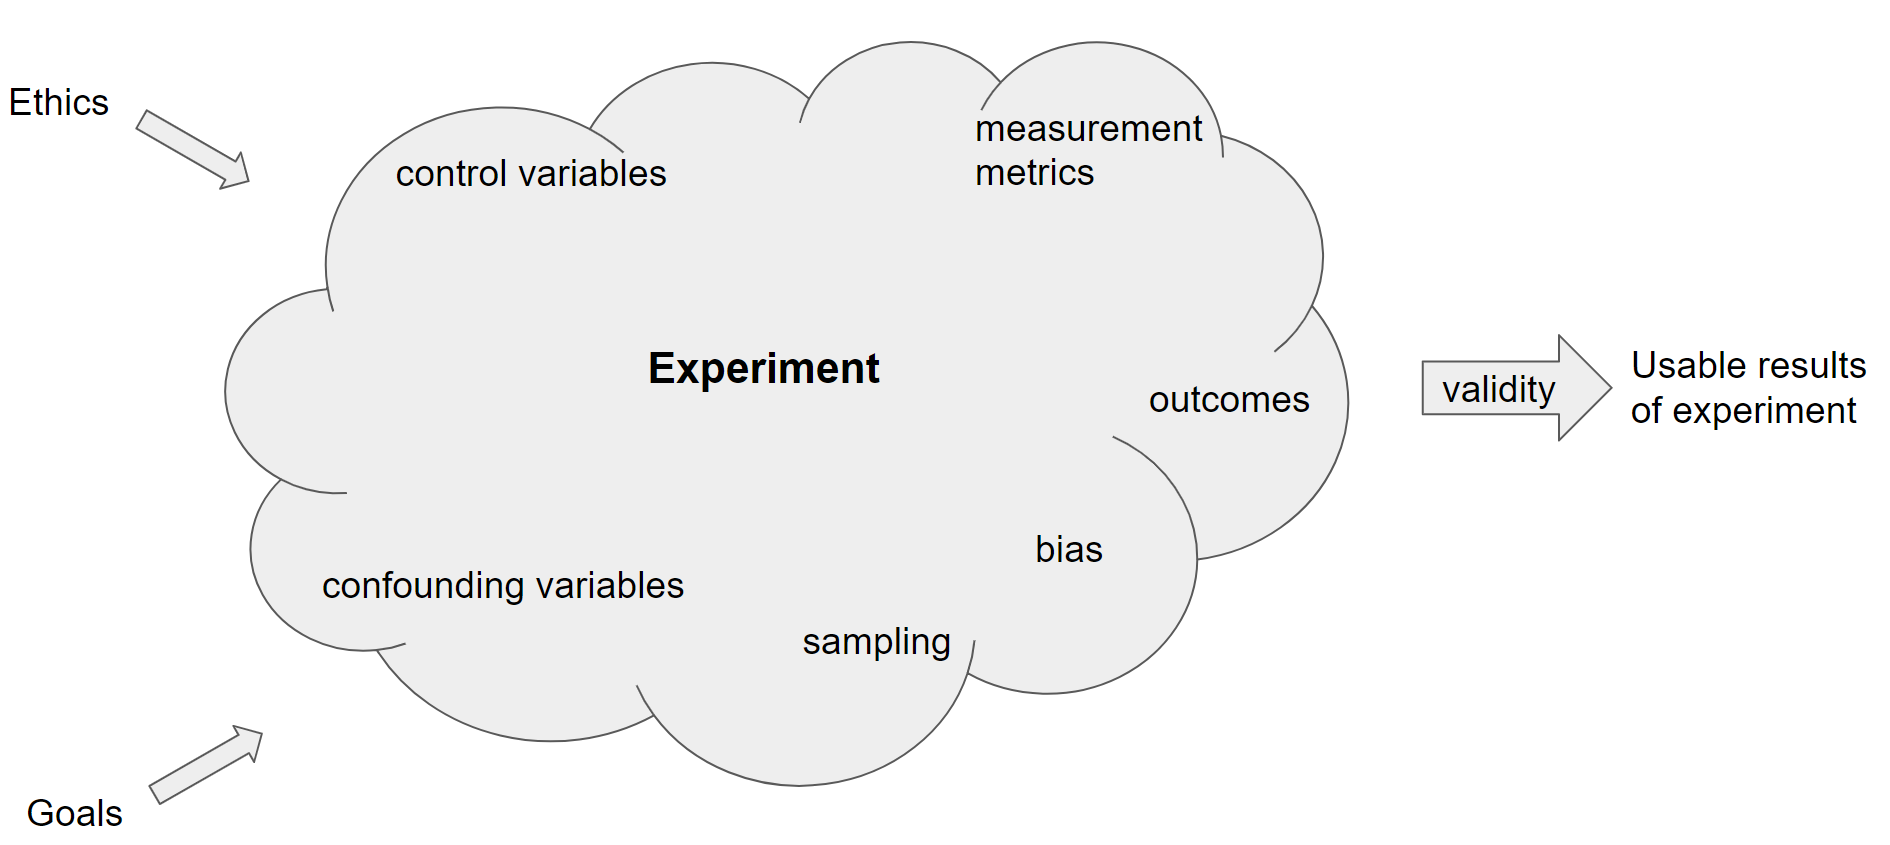 Ethics
control variables
measurement
metrics
Experiment
outcomes
validity
Usable results
of experiment
bias
confounding variables
sampling
Goals